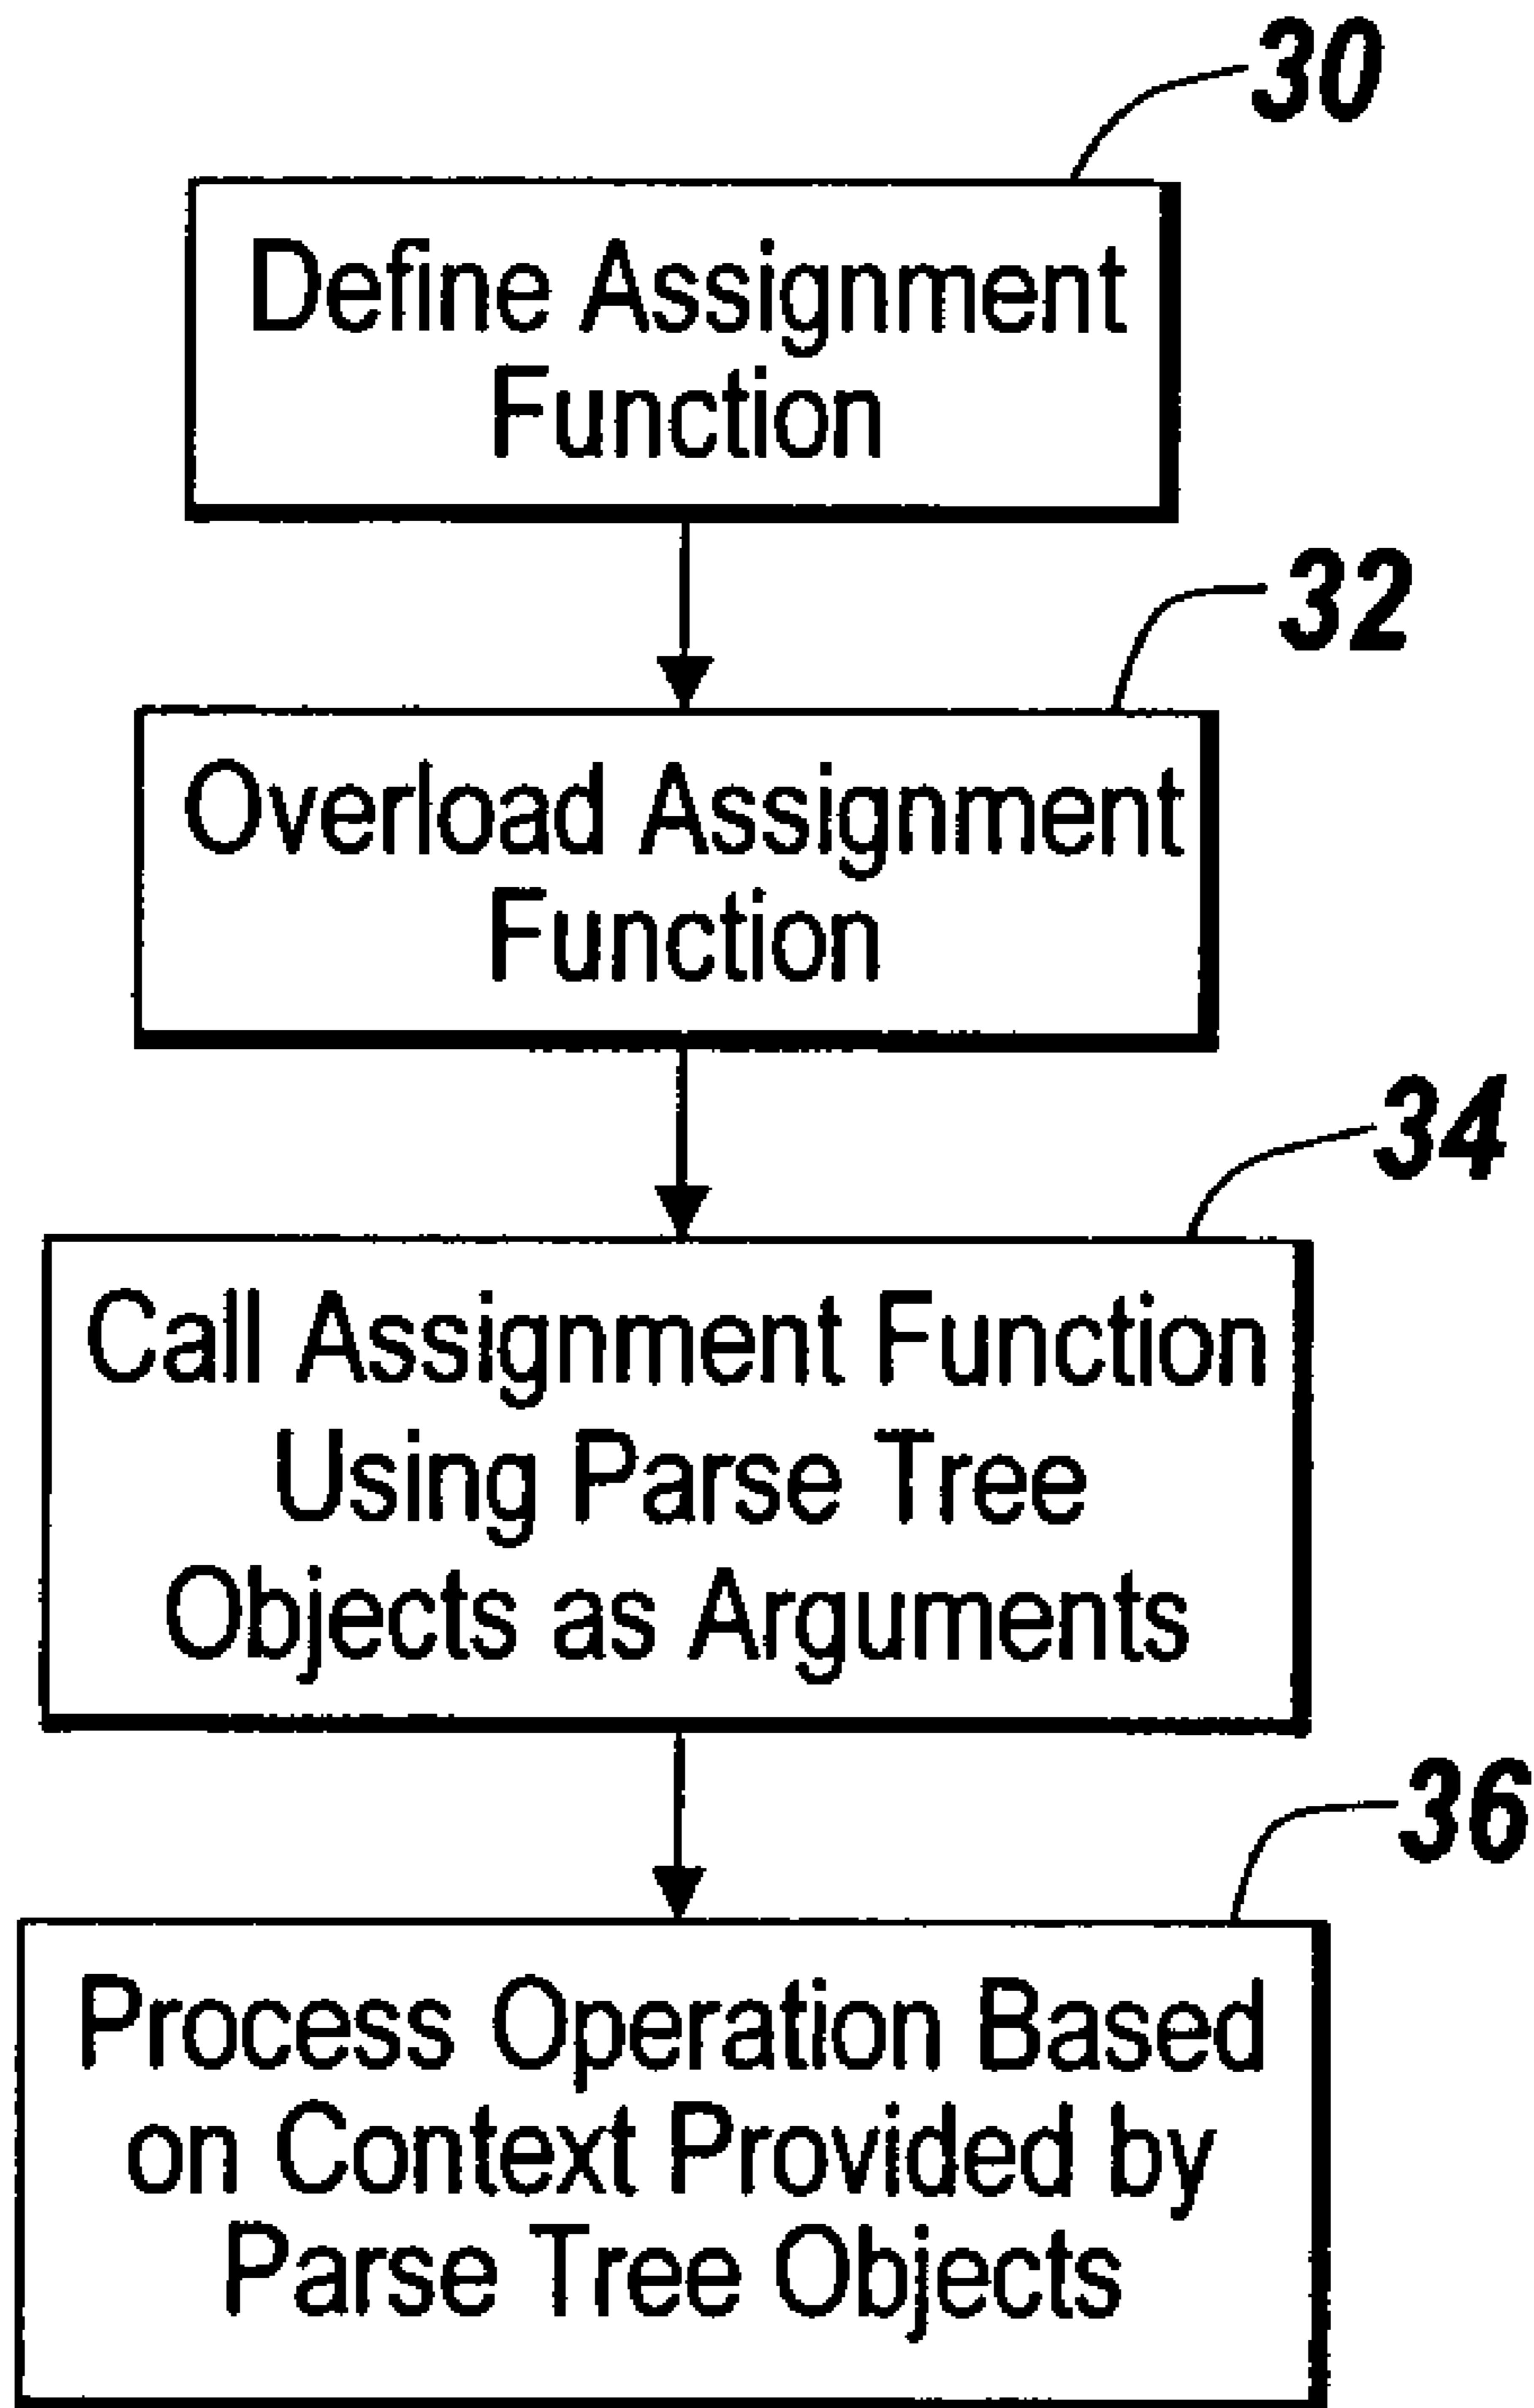 30
Define Assignment
Function
32
Overload Assignment
Function
34
Call Assignment Function
Using Parse Tree
Objects as Arguments
36
Process Operation Based
on Context Provided by
Parse Tree Objects